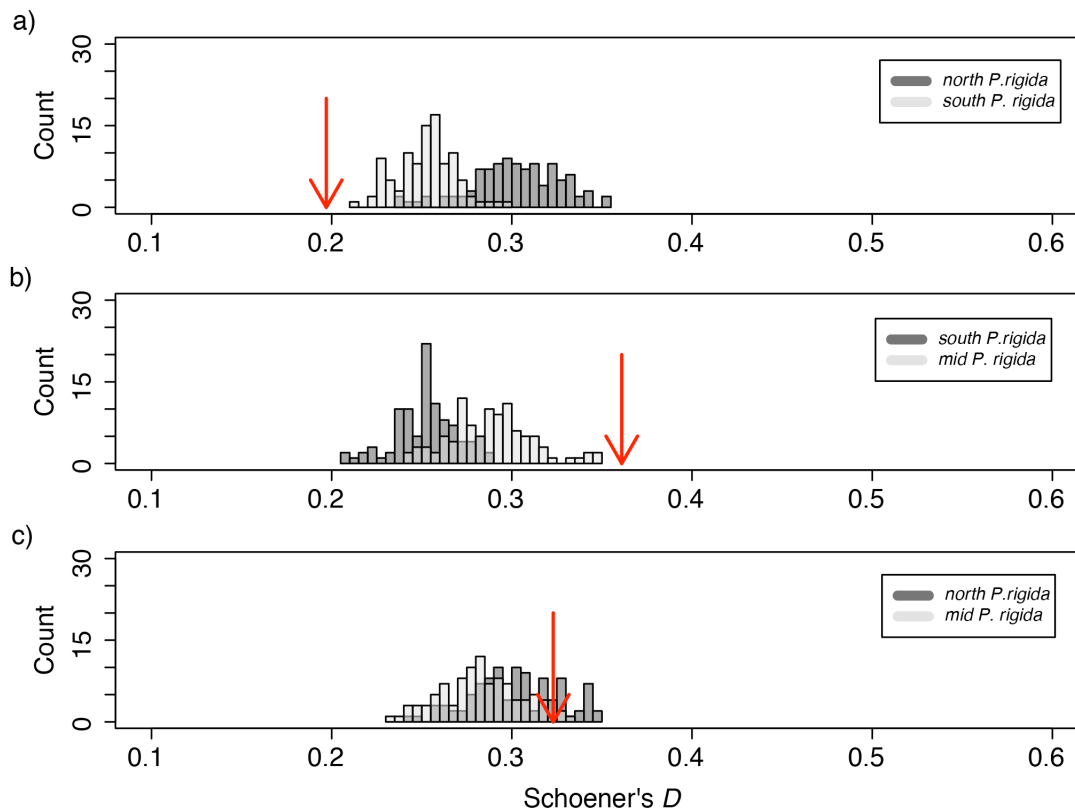 a)
Count
0
15
30
north P.rigida
south P. rigida
0.1 0.2 0.3 0.4 0.5 0.6
b)
Count
0
15
30
south P.rigida
mid P. rigida
0.1 0.2 0.3 0.4 0.5 0.6
c)
Count
0
15
30
north P.rigida
mid P. rigida
0.1 0.2 0.3 0.4 0.5 0.6
Schoener's D